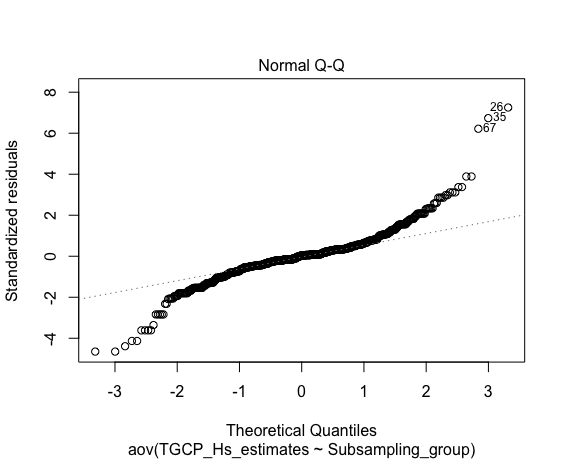 Normal Q-Q
Standardized residuals
8
6
4
2
0
-2
-4
26
35
67
-3 -2 -1 0 1 2 3
Theoretical Quantiles
aov(TGCP_Hs_estimates ~ Subsampling_group)